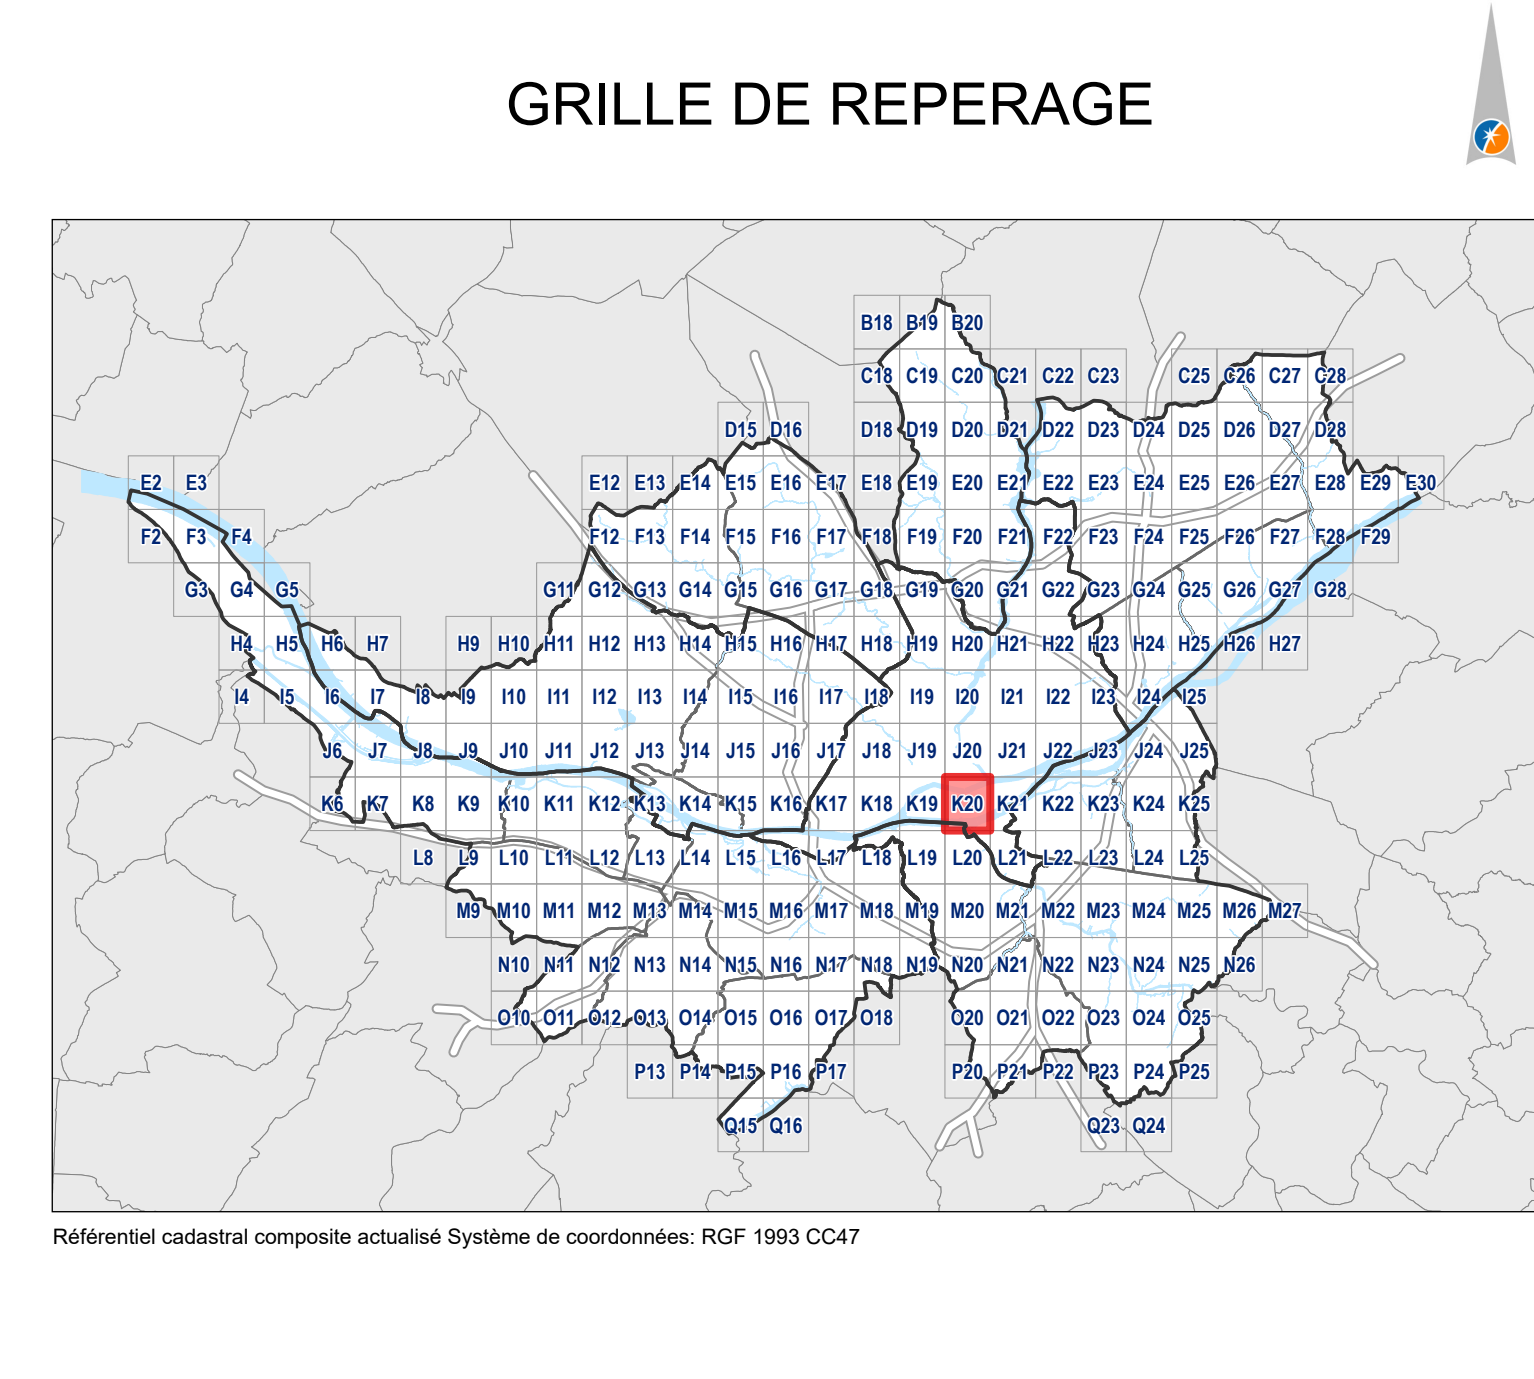 GRILLE DE REPERAGE
B18 B19 B20
C18 C19 C20 C21 C22 C23 C25 C26 C27 C28
D15 D16 D18 D19 D20 D21 D22 D23 D24 D25 D26 D27 D28
E2 E3 E12 E13 E14 E15 E16 E17 E18 E19 E20 E21 E22 E23 E24 E25 E26 E27 E28 E29 E30
F2 F3 F4 F12 F13 F14 F15 F16 F17 F18 F19 F20 F21 F22 F23 F24 F25 F26 F27 F28 F29
G3 G4 G5 G11 G12 G13 G14 G15 G16 G17 G18 G19 G20 G21 G22 G23 G24 G25 G26 G27 G28
H4 H5 H6 H7 H9 H10 H11 H12 H13 H14 H15 H16 H17 H18 H19 H20 H21 H22 H23 H24 H25 H26 H27
I4 I5 I6 I7 I8 I9 I10 I11 I12 I13 I14 I15 I16 I17 I18 I19 I20 I21 I22 I23 I24 I25
J6 J7 J8 J9 J10 J11 J12 J13 J14 J15 J16 J17 J18 J19 J20 J21 J22 J23 J24 J25
K6 K7 K8 K9 K10 K11 K12 K13 K14 K15 K16 K17 K18 K19 K20 K21 K22 K23 K24 K25
L8 L9 L10 L11 L12 L13 L14 L15 L16 L17 L18 L19 L20 L21 L22 L23 L24 L25
M9 M10 M11 M12 M13 M14 M15 M16 M17 M18 M19 M20 M21 M22 M23 M24 M25 M26 M27
N10 N11 N12 N13 N14 N15 N16 N17 N18 N19 N20 N21 N22 N23 N24 N25 N26
O10 O11 O12 O13 O14 O15 O16 O17 O18 O20 O21 O22 O23 O24 O25
P13 P14 P15 P16 P17 P20 P21 P22 P23 P24 P25
Q15 Q16 Q23 Q24
Référentiel cadastral composite actualisé Système de coordonnées: RGF 1993 CC47